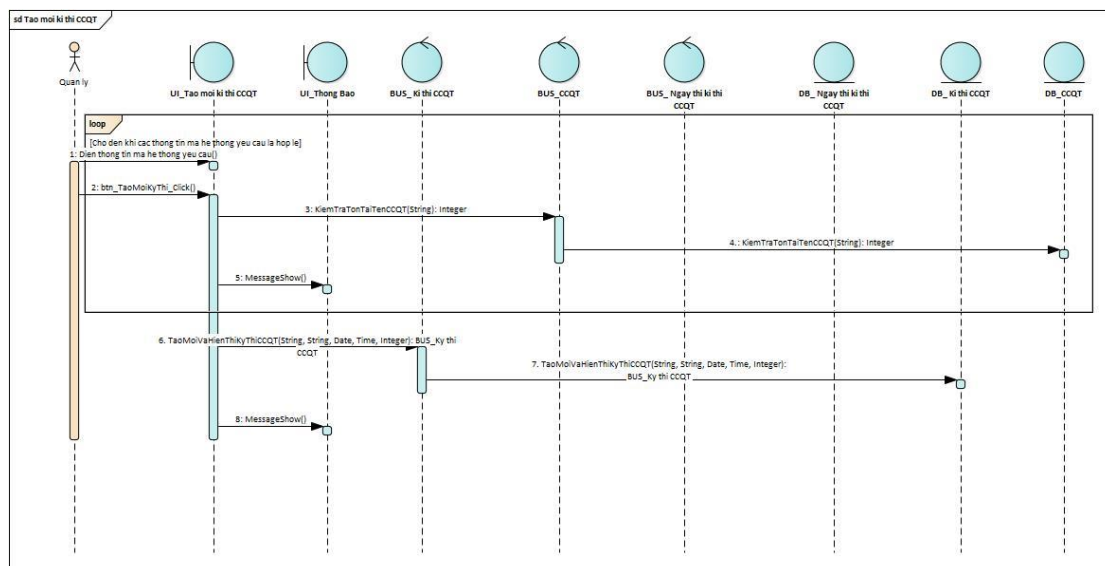 sd Tao moi ki thi CCQT
Quan ly
UI_Tao moi ki thi CCQT
UI_Thong Bao
BUS_ Ki thi CCQT
BUS_CCQT
BUS_ Ngay thi ki thi
CCQT
DB_ Ngay thi ki thi
CCQT
DB_ Ki thi CCQT
DB_CCQT
loop
[Cho den khi cac thong tin ma he thong yeu cau la hop le]
1: Dien thong tin ma he thong yeu cau()
2: btn_TaoMoiKyThi_Click()
3: KiemTraTonTaiTenCCQT(String): Integer
4.: KiemTraTonTaiTenCCQT(String): Integer
5: MessageShow()
6. TaoMoiVaHienThiKyThiCCQT(String, String, Date, Time, Integer): BUS_Ky thi
CCQT
7. TaoMoiVaHienThiKyThiCCQT(String, String, Date, Time, Integer):
BUS_Ky thi CCQT
8: MessageShow()